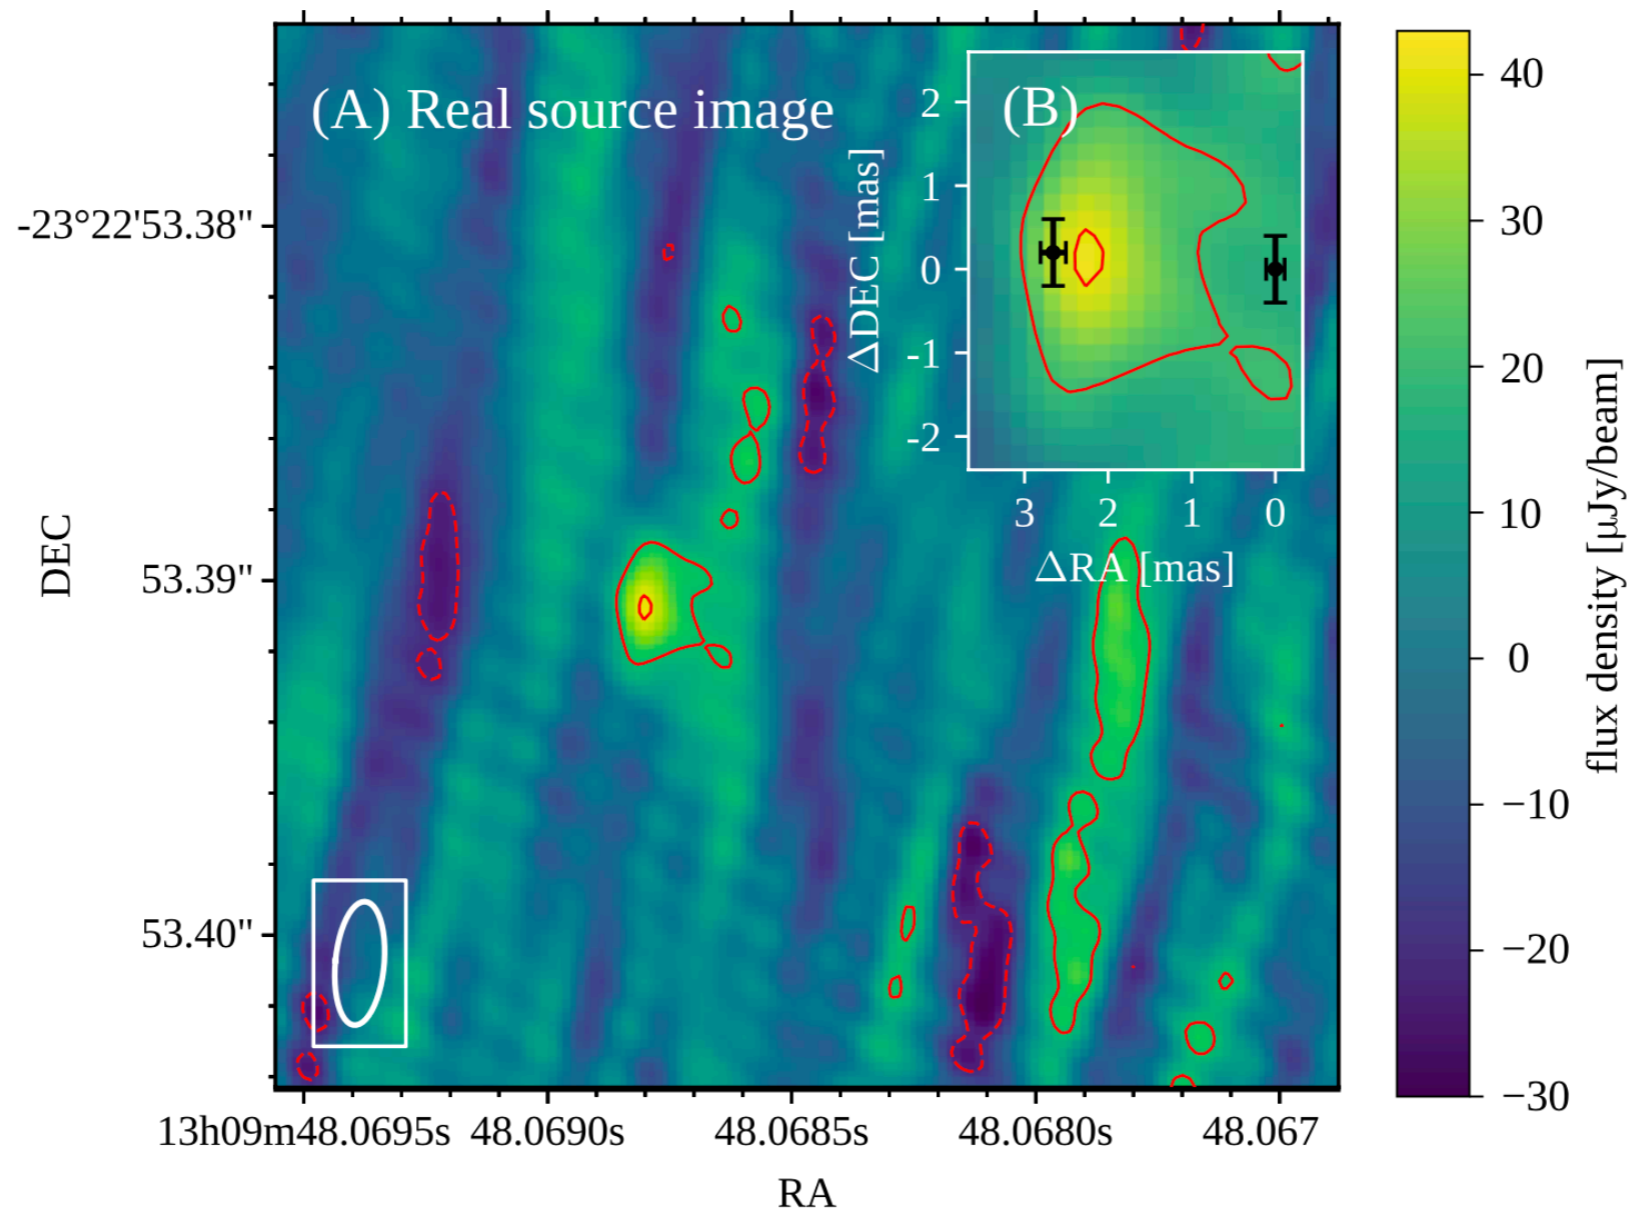 (A) Real source image
(B)
2
1
0
-1
-2
ΔDEC [mas]
3 2 1 0
ΔRA [mas]
-23°22'53.38"
53.39"
53.40"
DEC
13h09m48.0695s 48.0690s 48.0685s 48.0680s 48.067
RA
40
30
20
10
0
−10
−20
−30
flux density [μJy/beam]